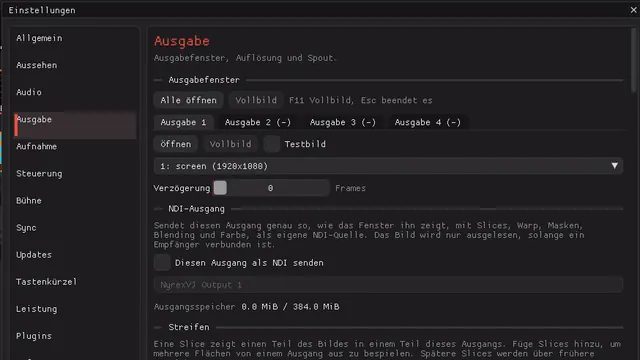 Einstellungen
Allgemein
Aussehen
Audio
Ausgabe
Aufnahme
Steuerung
Bühne
Sync
Updates
Tastenkürzel
Leistung
Plugins
Ausgabe
Ausgabefenster, Auflösung und Spout.
Ausgabefenster
Alle öffnen Vollbild F11 Vollbild, Esc beendet es
Ausgabe 1 Ausgabe 2 (-) Ausgabe 3 (-) Ausgabe 4 (-)
Öffnen Vollbild Testbild
1: screen (1920x1080)
Verzögerung 0 Frames
NDI-Ausgang
Sendet diesen Ausgang genau so, wie das Fenster ihn zeigt, mit Slices, Warp, Masken,
Blending und Farbe, als eigene NDI-Quelle. Das Bild wird nur ausgelesen, solange ein
Empfänger verbunden ist.
Diesen Ausgang als NDI senden
NyrexVJ Output 1
Ausgangsspeicher 0.0 MiB / 384.0 MiB
Streifen
Eine Slice zeigt einen Teil des Bildes in einem Teil dieses Ausgangs. Füge Slices hinzu, um
mehrere Flächen von einem Ausgang aus zu bespielen. Spätere Slices werden über frühere